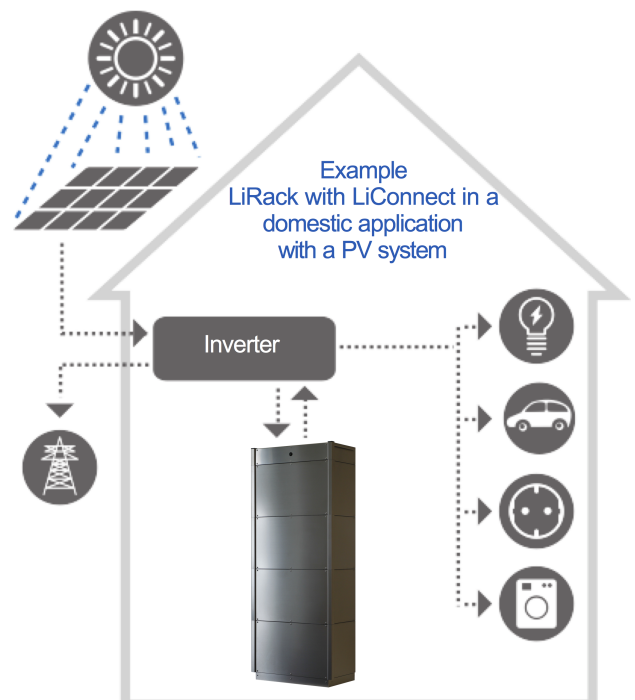 Example
LiRack with LiConnect in a
domestic application
with a PV system
Inverter